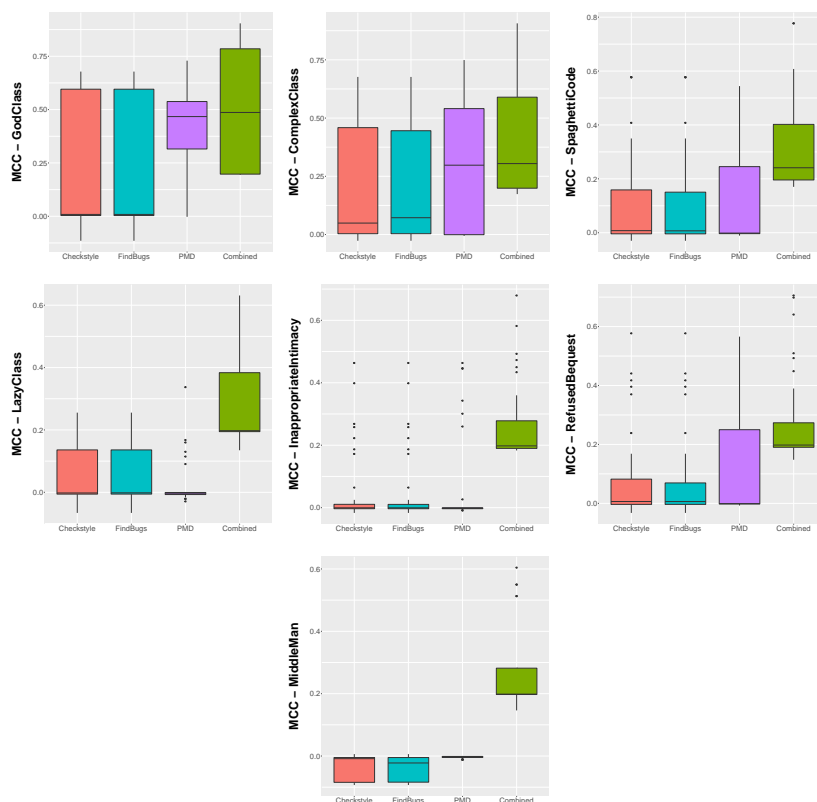 MCC − GodClass
0.75
0.50
0.25
0.00
Checkstyle FindBugs PMD Combined
MCC − ComplexClass
0.75
0.50
0.25
0.00
Checkstyle FindBugs PMD Combined
MCC − SpaghettiCode
0.8
0.6
0.4
0.2
0.0
Checkstyle FindBugs PMD Combined
MCC − LazyClass
0.6
0.4
0.2
0.0
Checkstyle FindBugs PMD Combined
MCC − InappropriateIntimacy
0.6
0.4
0.2
0.0
Checkstyle FindBugs PMD Combined
MCC − RefusedBequest
0.6
0.4
0.2
0.0
Checkstyle FindBugs PMD Combined
MCC − MiddleMan
0.6
0.4
0.2
0.0
Checkstyle FindBugs PMD Combined